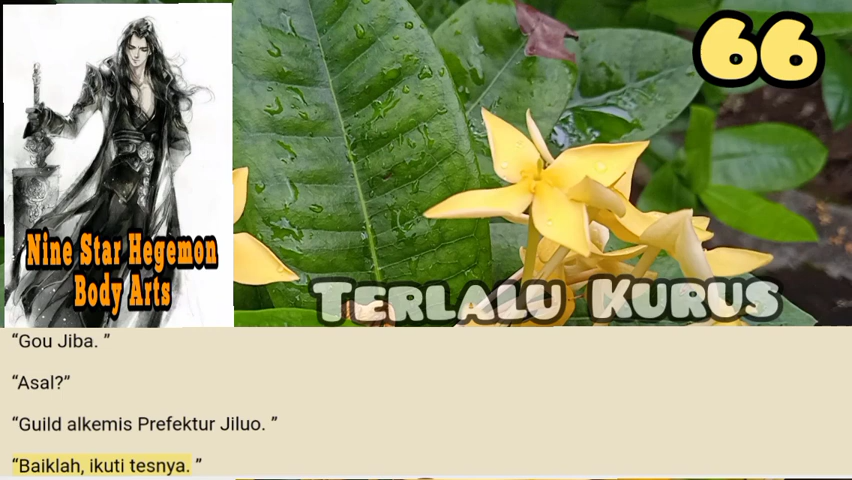 66
Nine Star Hegemon
Body Arts
TERLALU KURUS
“Gou Jiba. ”
“Asal?”
“Guild alkemis Prefektur Jiluo. ”
“Baiklah, ikuti tesnya. ”